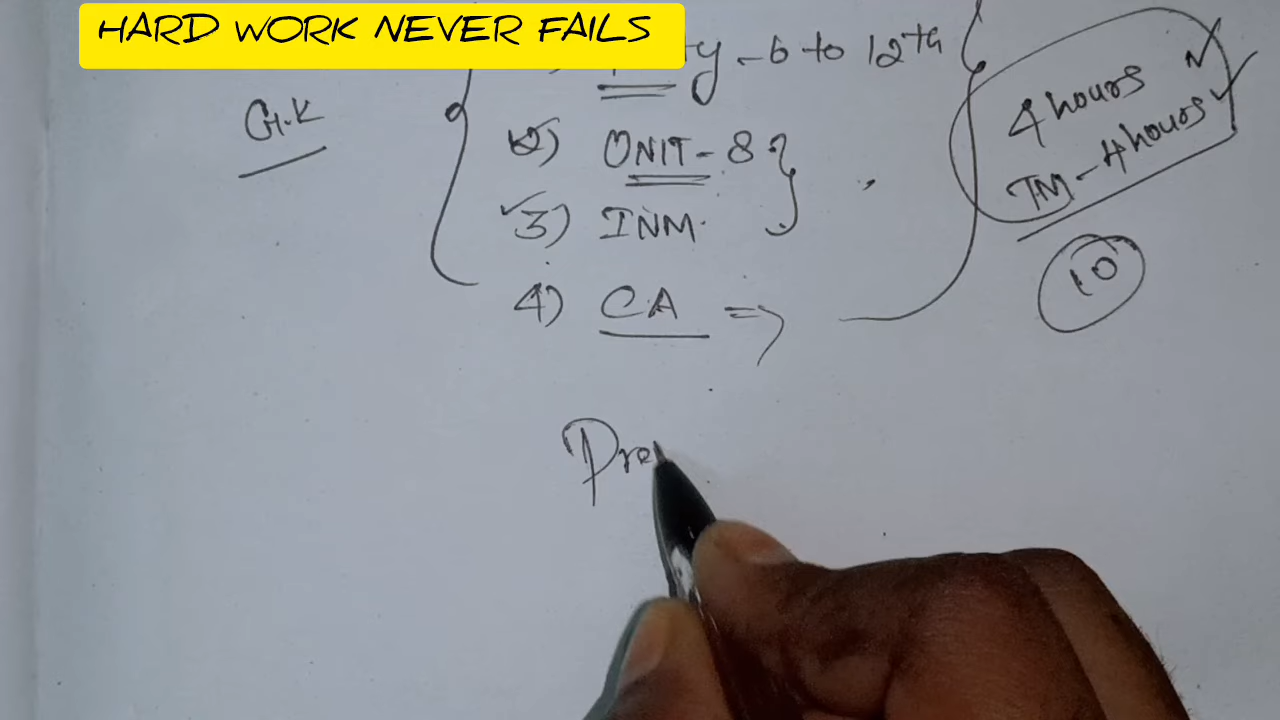 HARD WORK NEVER FAILS
y - 6 to 12th
G.K
2) UNIT - 8
3) INM.
4) CA =>
4 hours
TM - 4 hours
10
Pre